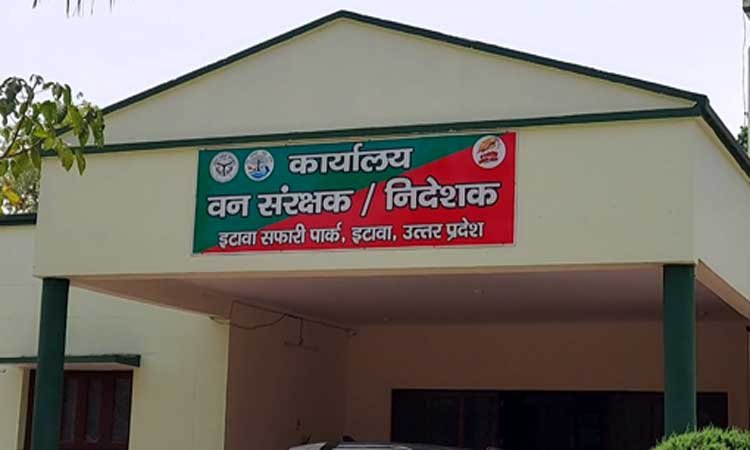 कार्यालय
वन संरक्षक / निदेशक
इटावा सफारी पार्क, इटावा, उत्तर प्रदेश